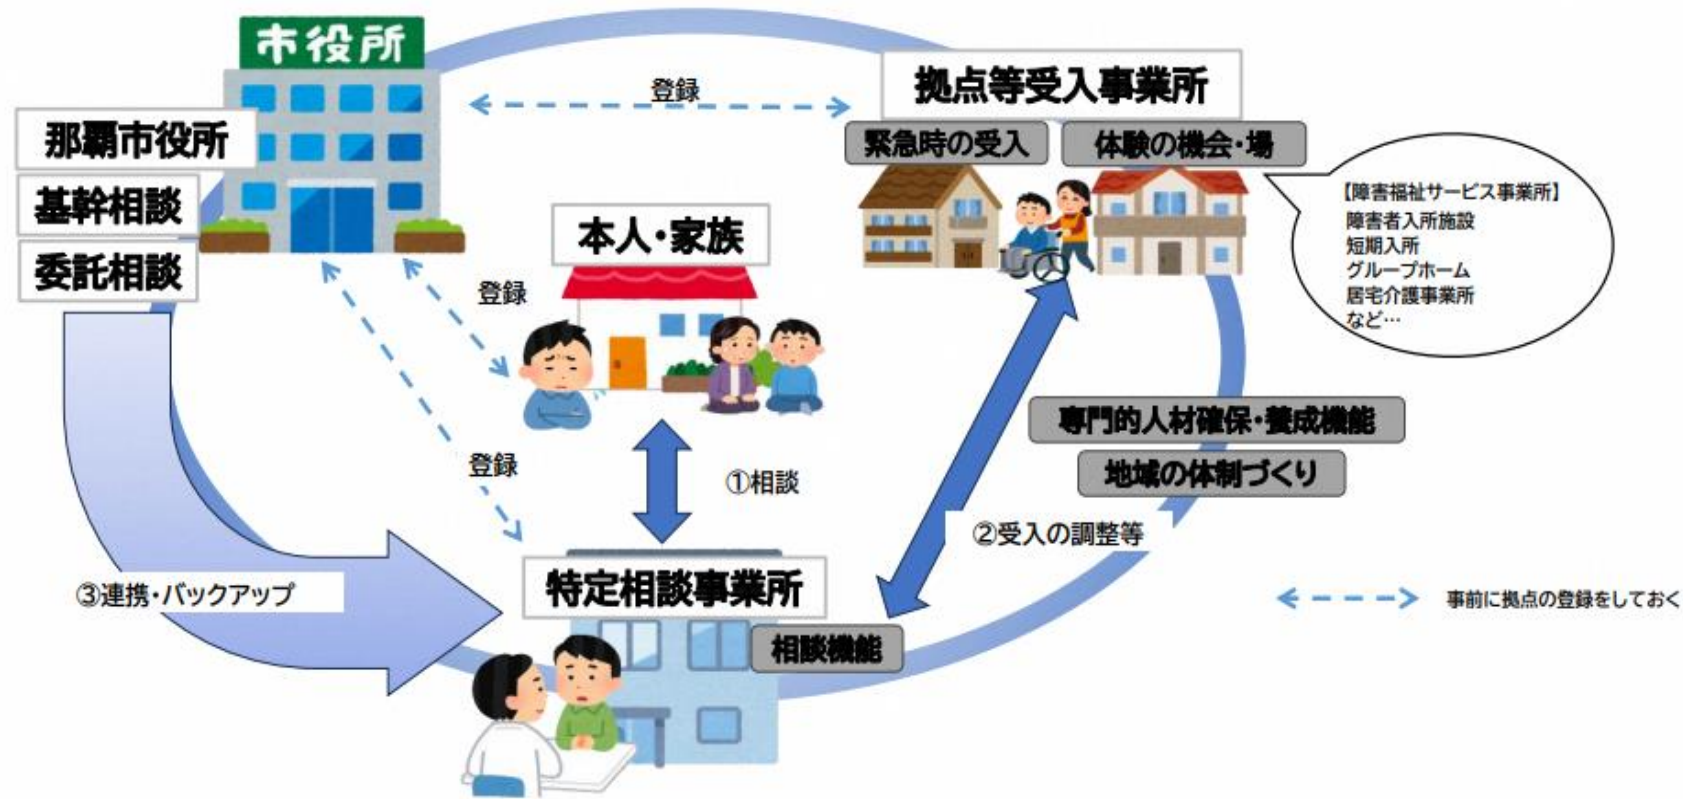 市役所
那覇市役所
基幹相談
委託相談
登録
拠点等受入事業所
緊急時の受入
体験の機会・場
【障害福祉サービス事業所】
障害者入所施設
短期入所
グループホーム
居宅介護事業所
など…
本人・家族
登録
登録
①相談
専門的人材確保・養成機能
地域の体制づくり
②受入の調整等
③連携・バックアップ
特定相談事業所
相談機能
事前に拠点の登録をしておく